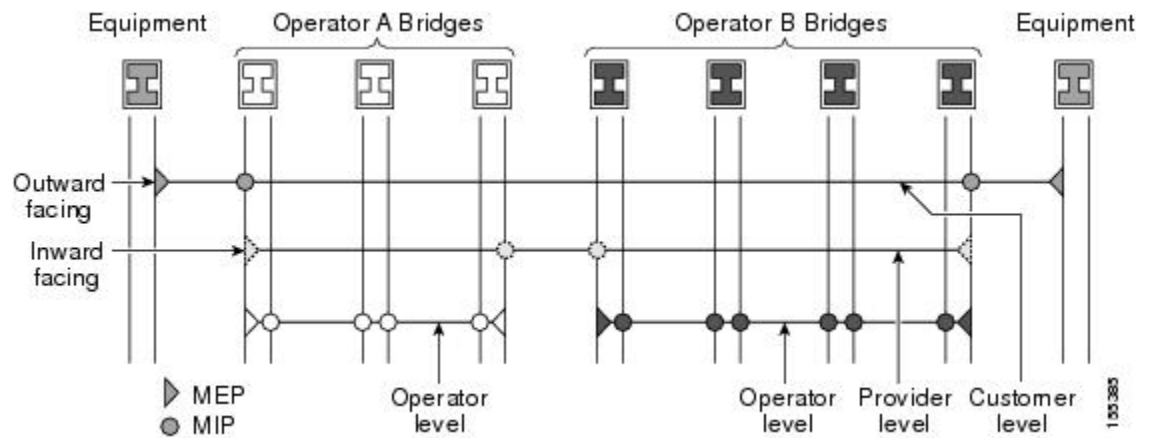 Equipment
Operator A Bridges
Operator B Bridges
Equipment
Outward
facing
Inward
facing
MEP
MIP
Operator
level
Operator
level
Provider
level
Customer
level
155385